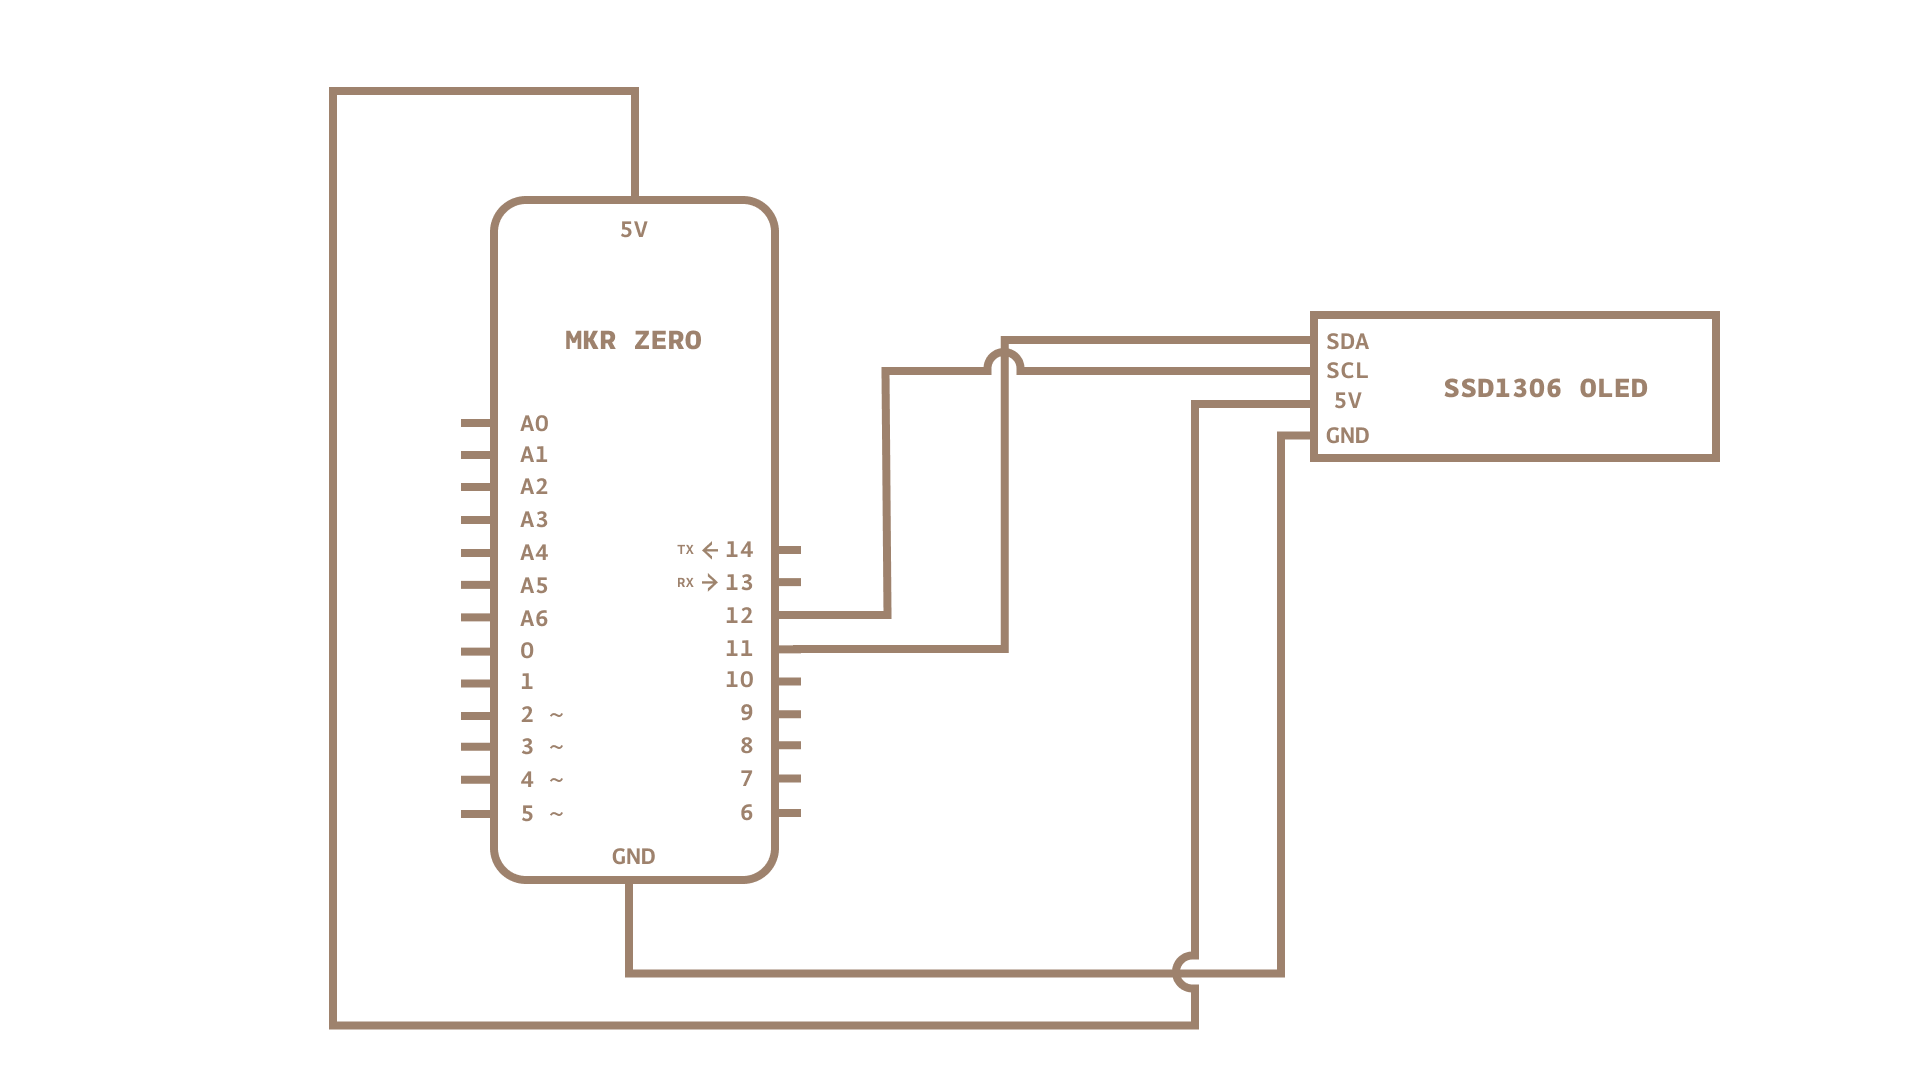 5V
MKR ZERO
A0
A1
A2
A3
A4
A5
A6
0
1
2 ~
3 ~
4 ~
5 ~
TX ← 14
RX → 13
12
11
10
9
8
7
6
GND
SDA
SCL
5V
GND
SSD1306 OLED